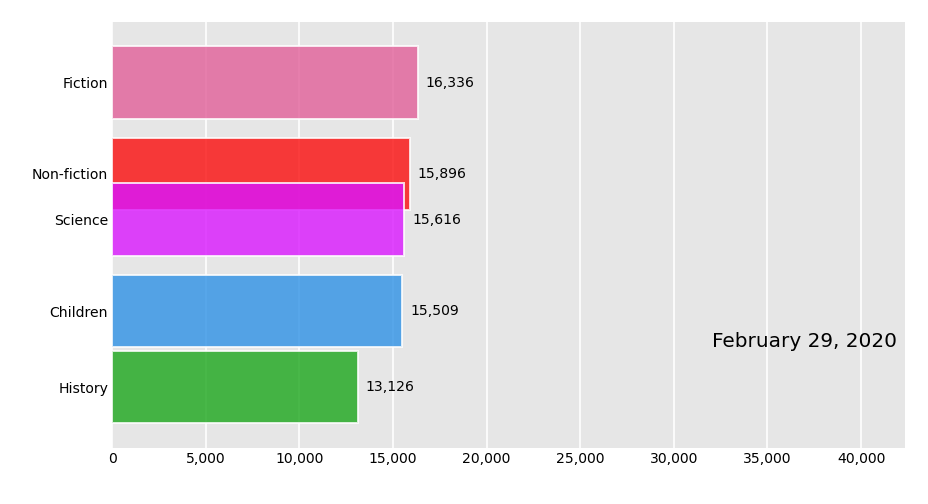 Fiction 16,336
Non-fiction 15,896
Science 15,616
Children 15,509
February 29, 2020
History 13,126
0 5,000 10,000 15,000 20,000 25,000 30,000 35,000 40,000